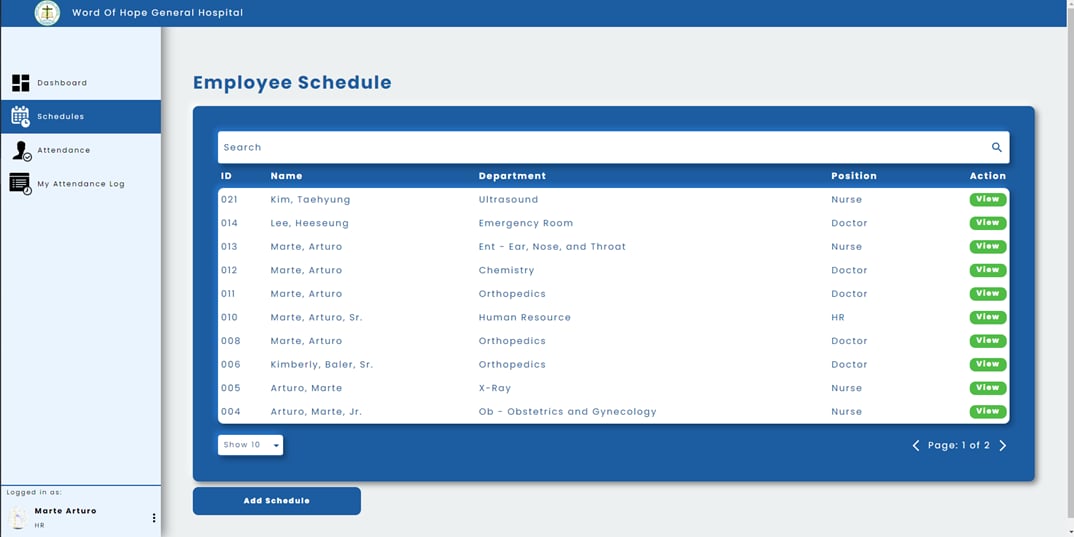 Word Of Hope General Hospital
Dashboard
Schedules
Attendance
My Attendance Log
Logged in as:
Marte Arturo
HR
Employee Schedule
Search
ID Name Department Position Action
021 Kim, Taehyung Ultrasound Nurse View
014 Lee, Heeseung Emergency Room Doctor View
013 Marte, Arturo Ent - Ear, Nose, and Throat Nurse View
012 Marte, Arturo Chemistry Doctor View
011 Marte, Arturo Orthopedics Doctor View
010 Marte, Arturo, Sr. Human Resource HR View
008 Marte, Arturo Orthopedics Doctor View
006 Kimberly, Baler, Sr. Orthopedics Doctor View
005 Arturo, Marte X-Ray Nurse View
004 Arturo, Marte, Jr. Ob - Obstetrics and Gynecology Nurse View
Show 10
Page: 1 of 2
Add Schedule